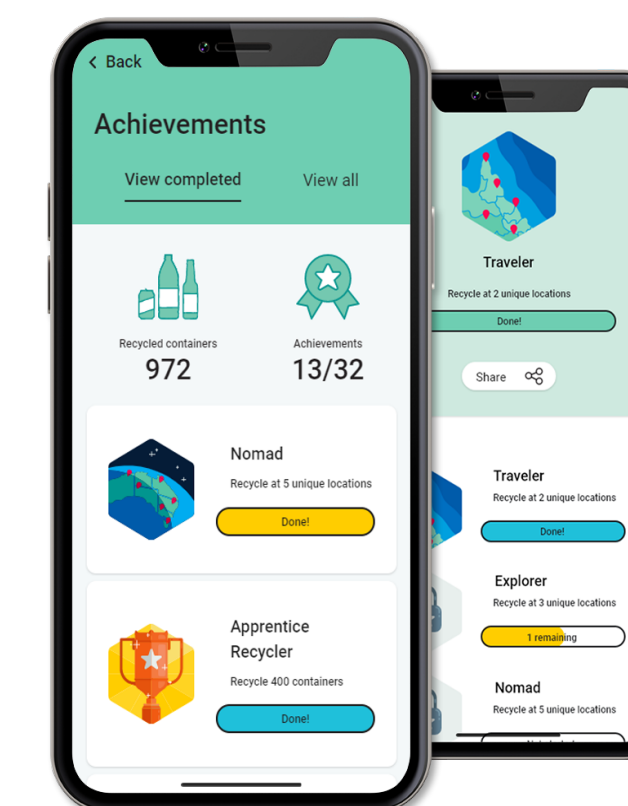 Back
Achievements
View completed
View all
Recycled containers
972
Achievements
13/32
Nomad
Recycle at 5 unique locations
Done!
Apprentice
Recycler
Recycle 400 containers
Done!
Traveler
Recycle at 2 unique locations
Done!
Share
Traveler
Recycle at 2 unique locations
Done!
Explorer
Recycle at 3 unique locations
1 remaining
Nomad
Recycle at 5 unique locations